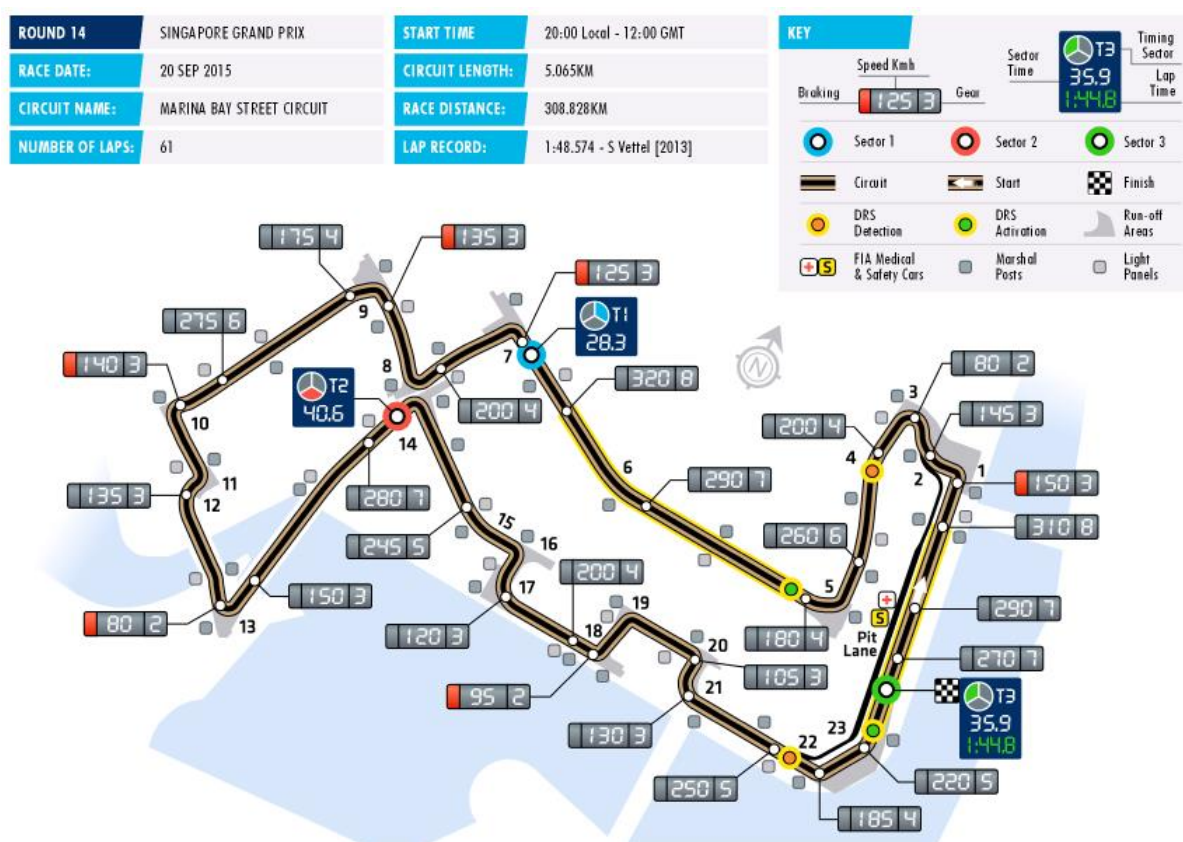 ROUND 14 SINGAPORE GRAND PRIX
RACE DATE: 20 SEP 2015
CIRCUIT NAME: MARINA BAY STREET CIRCUIT
NUMBER OF LAPS: 61
START TIME 20:00 Local - 12:00 GMT
CIRCUIT LENGTH: 5.065KM
RACE DISTANCE: 308.828KM
LAP RECORD: 1:48.574 - S Vettel [2013]
KEY
Speed Kmh
Braking
125 3
Gear
Sector
Time
T3
35.9
1:44.8
Timing
Sector
Lap
Time
Sector 1
Sector 2
Sector 3
Circuit
Start
Finish
DRS
Detection
DRS
Activation
Run-off
Areas
+ S
FIA Medical
& Safety Cars
Marshal
Posts
Light
Panels
175 4
135 3
125 3
9
7
T1
28.3
275 6
140 3
8
T2
40.6
320 8
200 4
80 2
3
145 3
200 4
4
10
14
2
1
150 3
11
12
135 3
280 7
6
290 7
310 8
15
245 5
16
260 6
17
200 4
5
150 3
80 2
13
120 3
18
19
180 4
+
S
Pit
Lane
290 7
20
270 7
105 3
95 2
21
130 3
T3
35.9
1:44.8
22
23
250 5
220 5
185 4
N